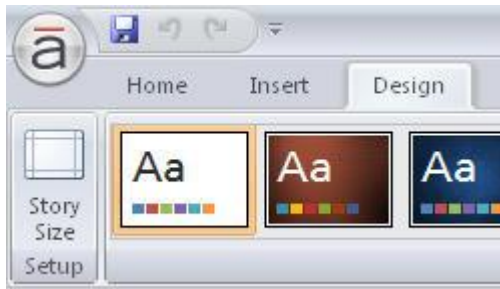 ā
Home Insert Design
Aa Aa Aa
Story
Size
Setup